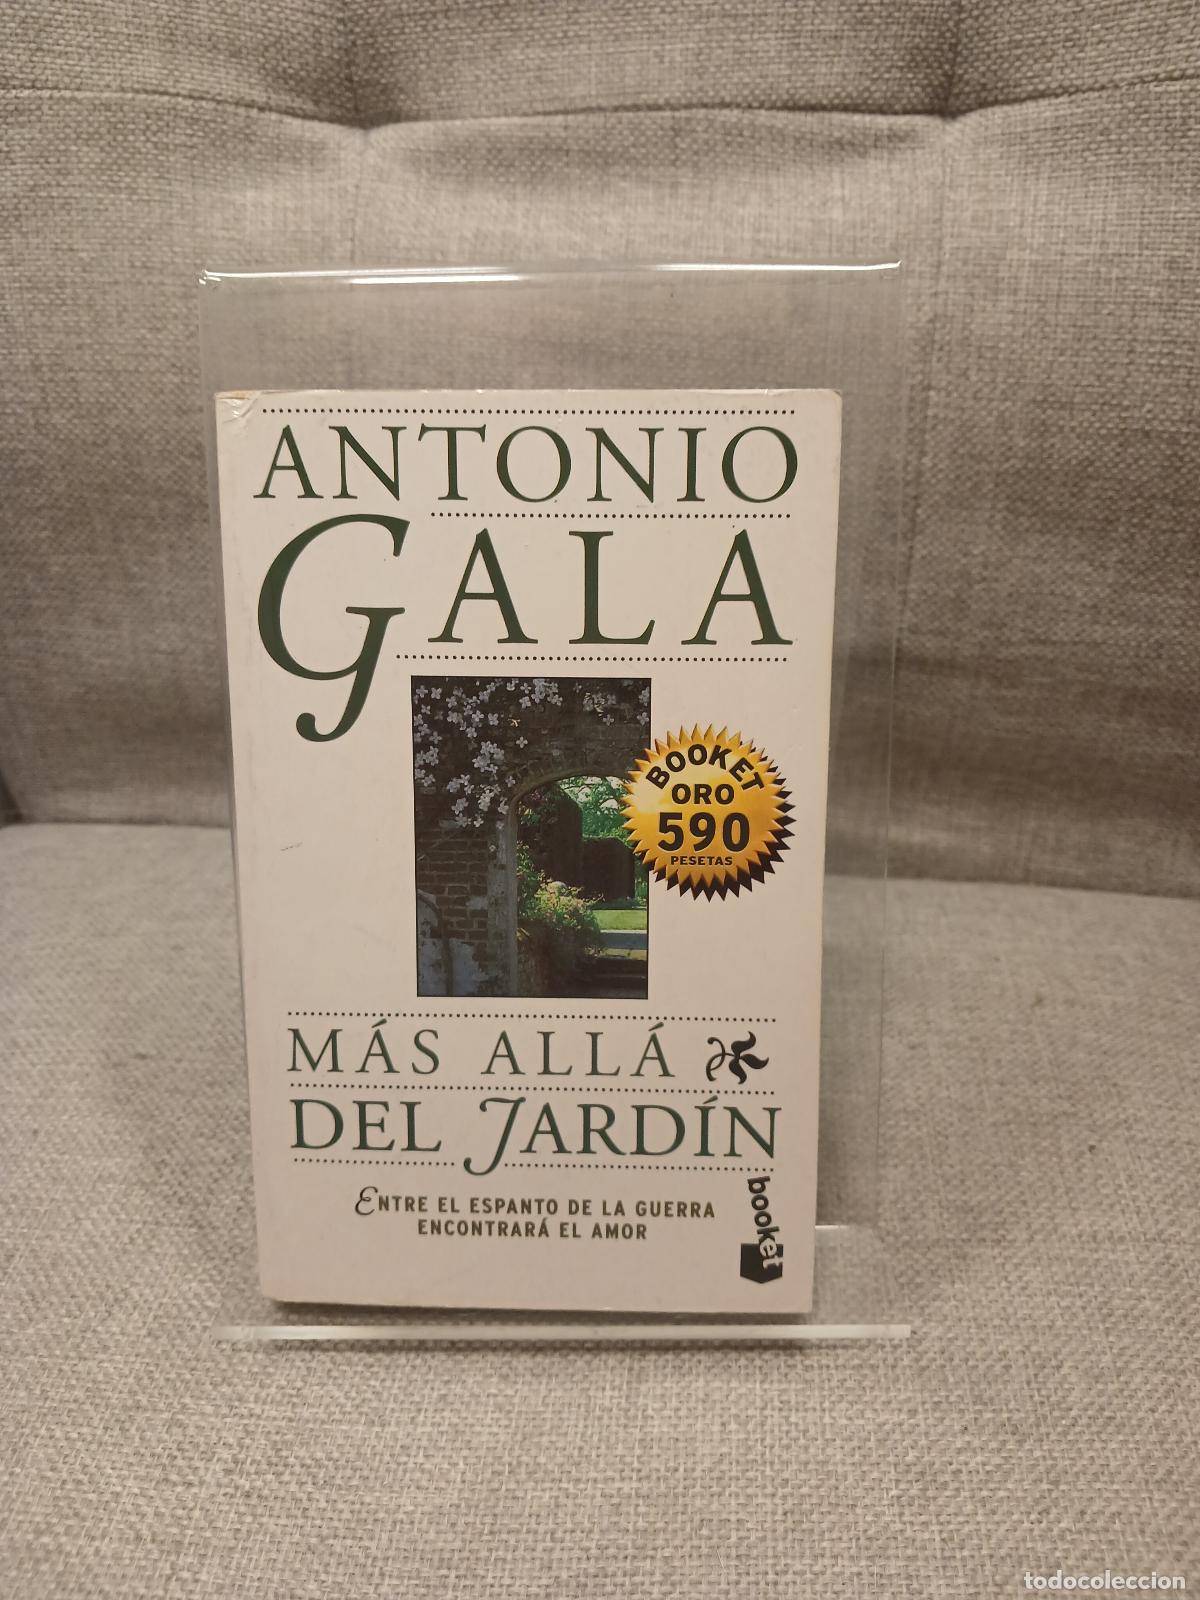 ANTONIO
GALA
BOOKET
ORO
590
PESETAS
MÁS ALLÁ
DEL JARDÍN
ENTRE EL ESPANTO DE LA GUERRA
ENCONTRARÁ EL AMOR
booket
todocoleccion